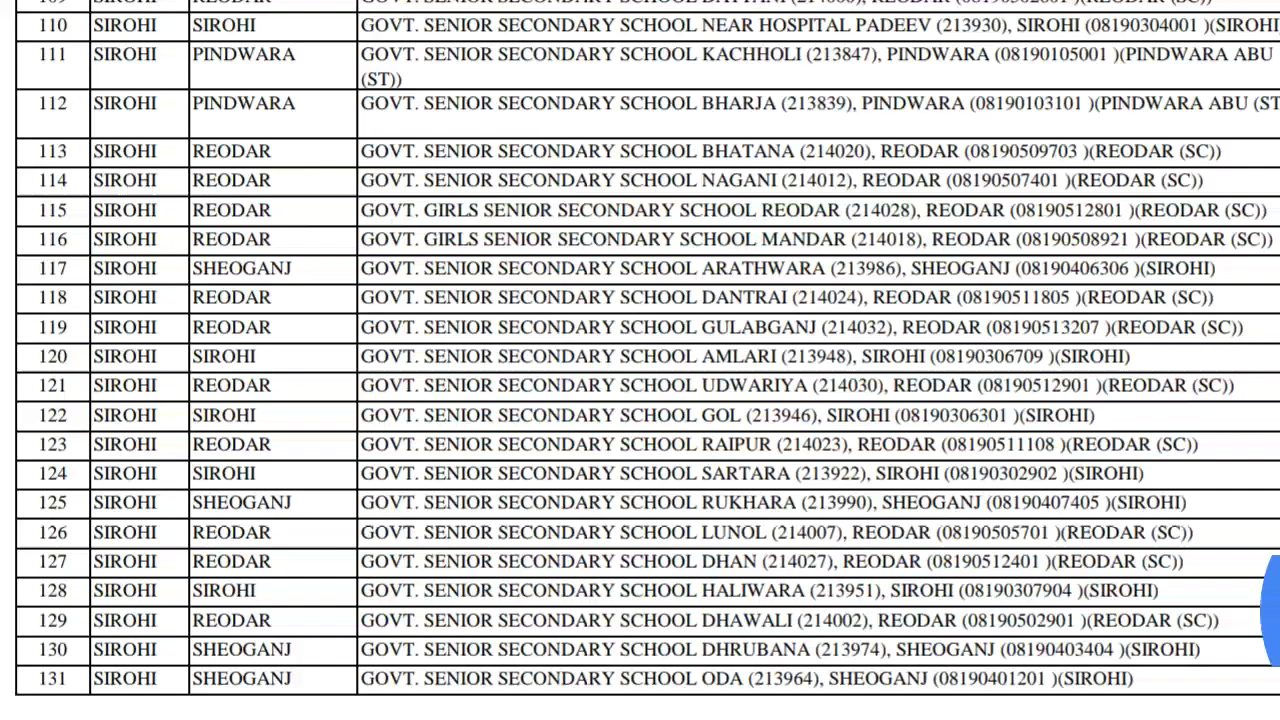 110 SIROHI SIROHI GOVT. SENIOR SECONDARY SCHOOL NEAR HOSPITAL PADEEV (213930), SIROHI (08190304001 )(SIROHI
111 SIROHI PINDWARA GOVT. SENIOR SECONDARY SCHOOL KACHHOLI (213847), PINDWARA (08190105001 )(PINDWARA ABU
(ST))
112 SIROHI PINDWARA GOVT. SENIOR SECONDARY SCHOOL BHARJA (213839), PINDWARA (08190103101 )(PINDWARA ABU (ST
113 SIROHI REODAR GOVT. SENIOR SECONDARY SCHOOL BHATANA (214020), REODAR (08190509703 )(REODAR (SC))
114 SIROHI REODAR GOVT. SENIOR SECONDARY SCHOOL NAGANI (214012), REODAR (08190507401 )(REODAR (SC))
115 SIROHI REODAR GOVT. GIRLS SENIOR SECONDARY SCHOOL REODAR (214028), REODAR (08190512801 )(REODAR (SC))
116 SIROHI REODAR GOVT. GIRLS SENIOR SECONDARY SCHOOL MANDAR (214018), REODAR (08190508921 )(REODAR (SC))
117 SIROHI SHEOGANJ GOVT. SENIOR SECONDARY SCHOOL ARATHWARA (213986), SHEOGANJ (08190406306 )(SIROHI)
118 SIROHI REODAR GOVT. SENIOR SECONDARY SCHOOL DANTRAI (214024), REODAR (08190511805 )(REODAR (SC))
119 SIROHI REODAR GOVT. SENIOR SECONDARY SCHOOL GULABGANJ (214032), REODAR (08190513207 )(REODAR (SC))
120 SIROHI SIROHI GOVT. SENIOR SECONDARY SCHOOL AMLARI (213948), SIROHI (08190306709 )(SIROHI)
121 SIROHI REODAR GOVT. SENIOR SECONDARY SCHOOL UDWARIYA (214030), REODAR (08190512901 )(REODAR (SC))
122 SIROHI SIROHI GOVT. SENIOR SECONDARY SCHOOL GOL (213946), SIROHI (08190306301 )(SIROHI)
123 SIROHI REODAR GOVT. SENIOR SECONDARY SCHOOL RAIPUR (214023), REODAR (08190511108 )(REODAR (SC))
124 SIROHI SIROHI GOVT. SENIOR SECONDARY SCHOOL SARTARA (213922), SIROHI (08190302902 )(SIROHI)
125 SIROHI SHEOGANJ GOVT. SENIOR SECONDARY SCHOOL RUKHARA (213990), SHEOGANJ (08190407405 )(SIROHI)
126 SIROHI REODAR GOVT. SENIOR SECONDARY SCHOOL LUNOL (214007), REODAR (08190505701 )(REODAR (SC))
127 SIROHI REODAR GOVT. SENIOR SECONDARY SCHOOL DHAN (214027), REODAR (08190512401 )(REODAR (SC))
128 SIROHI SIROHI GOVT. SENIOR SECONDARY SCHOOL HALIWARA (213951), SIROHI (08190307904 )(SIROHI)
129 SIROHI REODAR GOVT. SENIOR SECONDARY SCHOOL DHAWALI (214002), REODAR (08190502901 )(REODAR (SC))
130 SIROHI SHEOGANJ GOVT. SENIOR SECONDARY SCHOOL DHRUBANA (213974), SHEOGANJ (08190403404 )(SIROHI)
131 SIROHI SHEOGANJ GOVT. SENIOR SECONDARY SCHOOL ODA (213964), SHEOGANJ (08190401201 )(SIROHI)